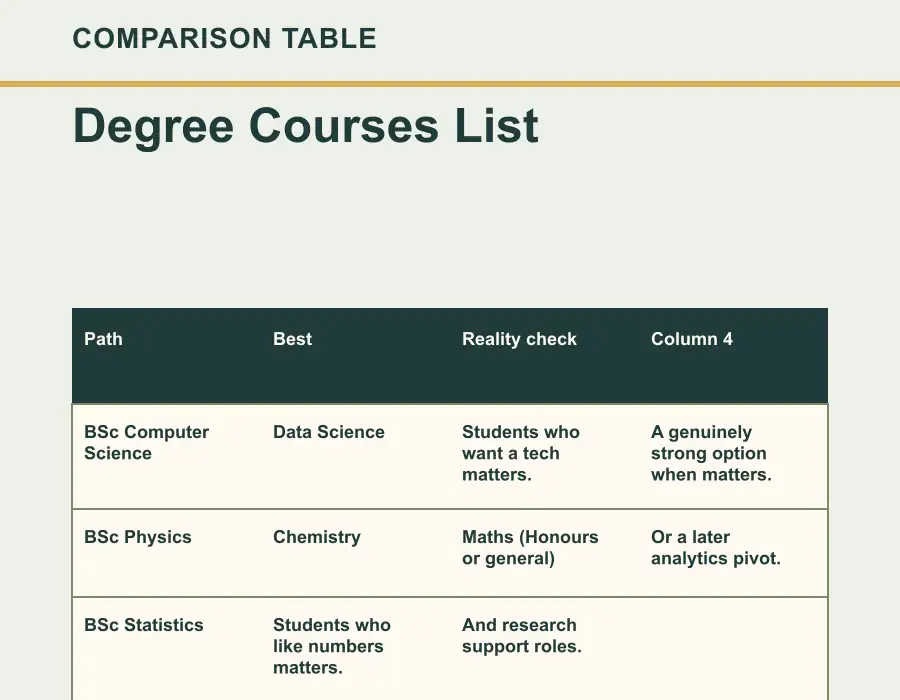 COMPARISON TABLE
Degree Courses List
Path
Best
Reality check
Column 4
BSc Computer
Science
Data Science
Students who
want a tech
matters.
A genuinely
strong option
when matters.
BSc Physics
Chemistry
Maths (Honours
or general)
Or a later
analytics pivot.
BSc Statistics
Students who
like numbers
matters.
And research
support roles.